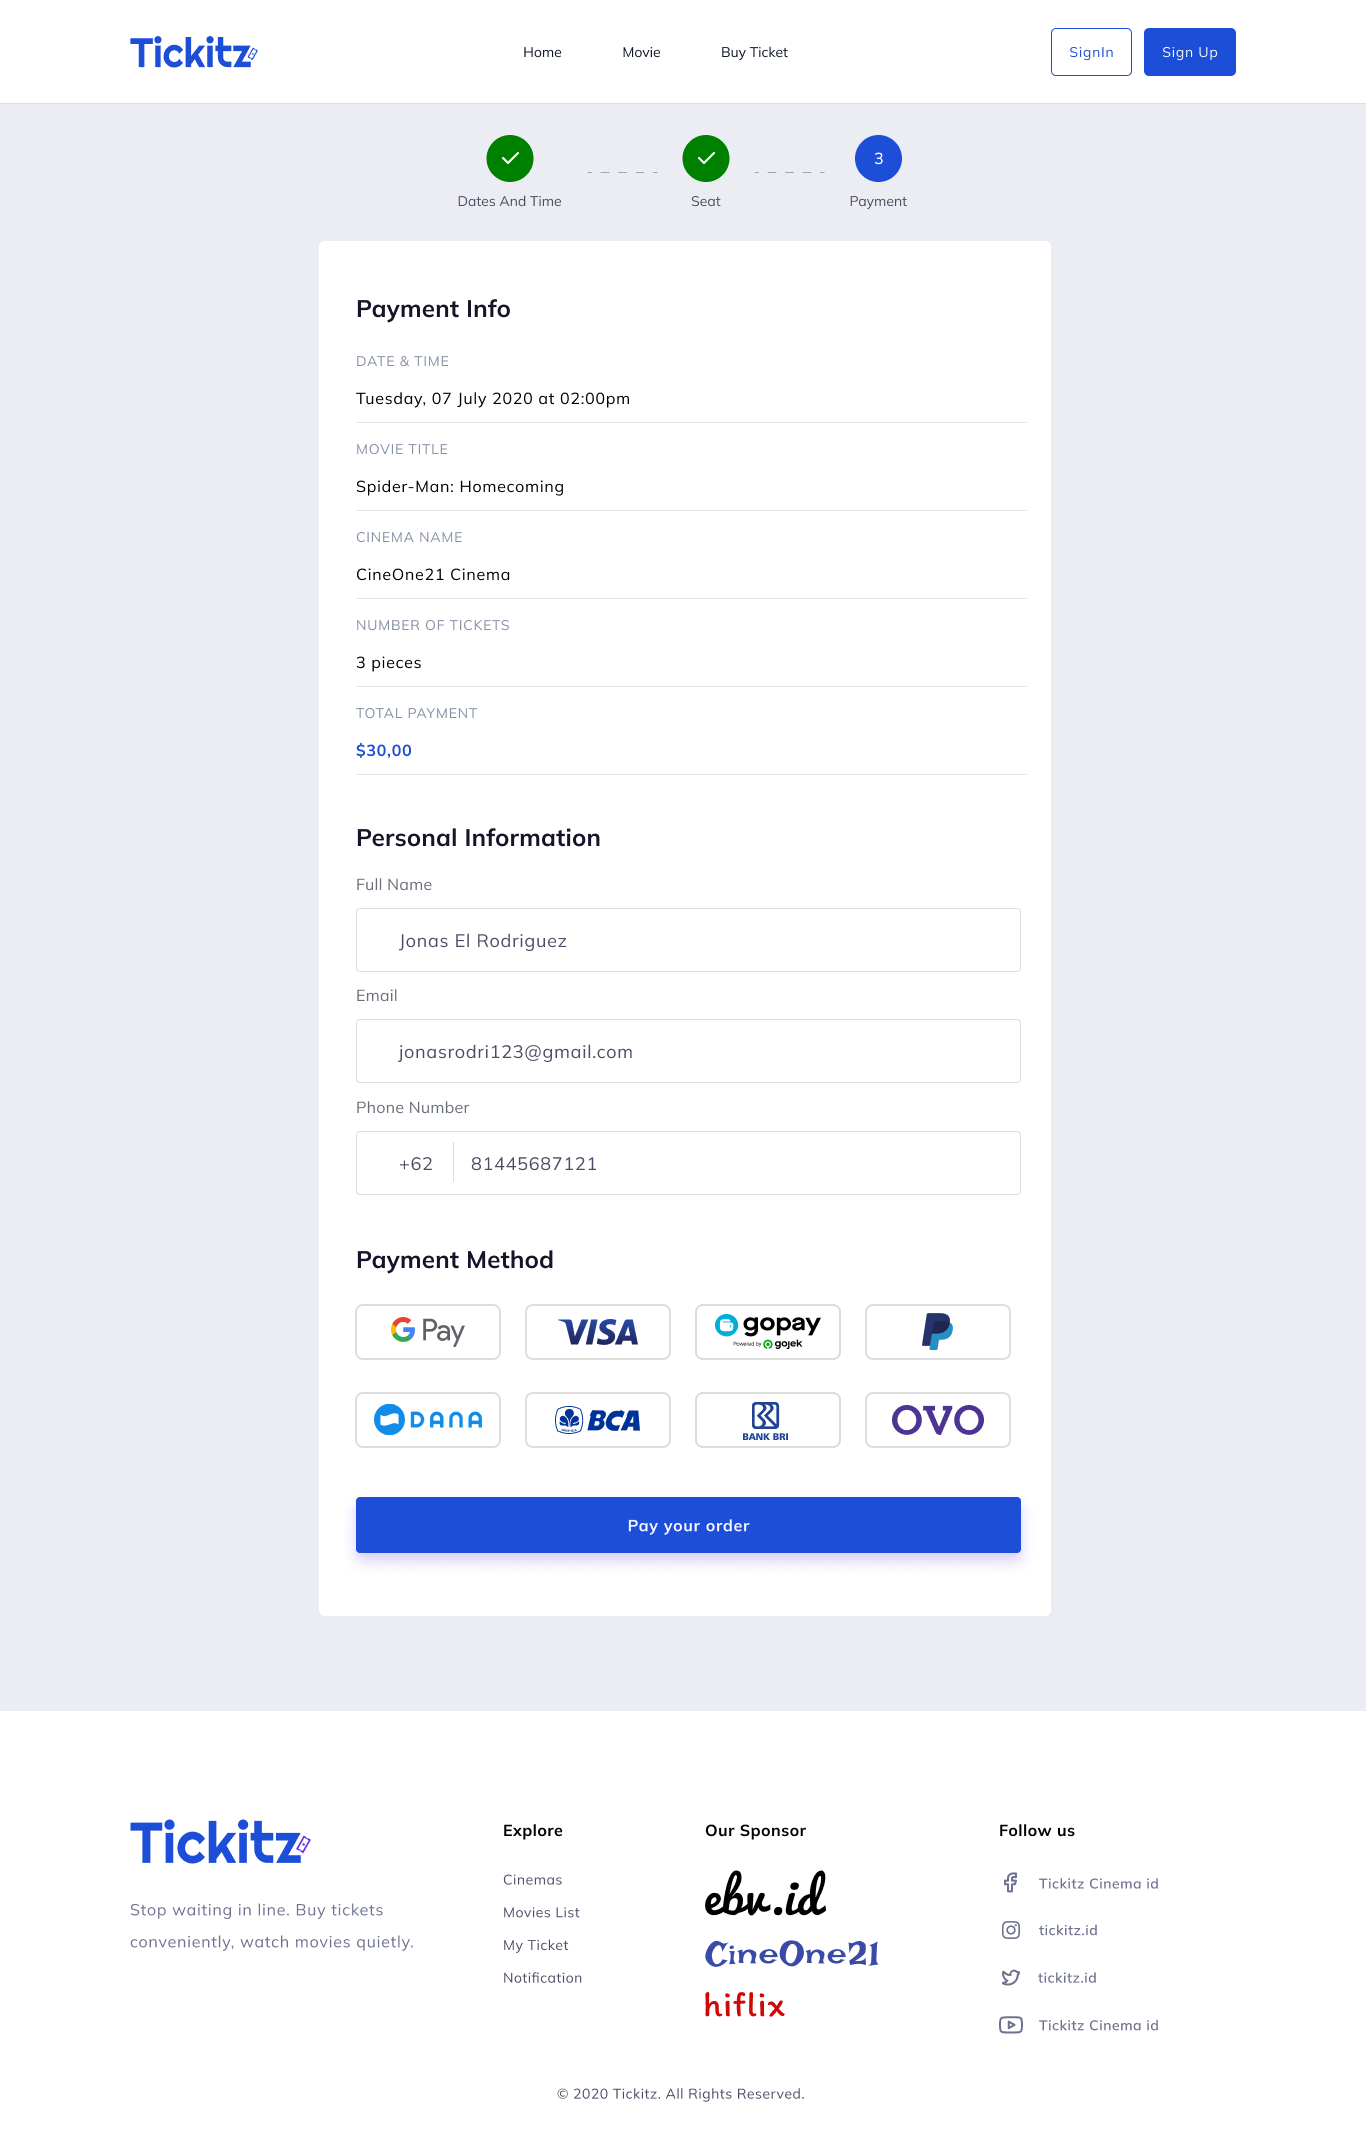 Tickitz
Home
Movie
Buy Ticket
SignIn
Sign Up
3
Dates And Time
Seat
Payment
Payment Info
DATE & TIME
Tuesday, 07 July 2020 at 02:00pm
MOVIE TITLE
Spider-Man: Homecoming
CINEMA NAME
CineOne21 Cinema
NUMBER OF TICKETS
3 pieces
TOTAL PAYMENT
$30,00
Personal Information
Full Name
Jonas El Rodriguez
Email
jonasrodri123@gmail.com
Phone Number
+62 81445687121
Payment Method
G Pay
VISA
gopay
Powered by gojek
DANA
BCA
BANK BRI
OVO
Pay your order
Tickitz
Stop waiting in line. Buy tickets
conveniently, watch movies quietly.
Explore
Cinemas
Movies List
My Ticket
Notification
Our Sponsor
ebv.id
CineOne21
hiflix
Follow us
Tickitz Cinema id
tickitz.id
tickitz.id
Tickitz Cinema id
© 2020 Tickitz. All Rights Reserved.